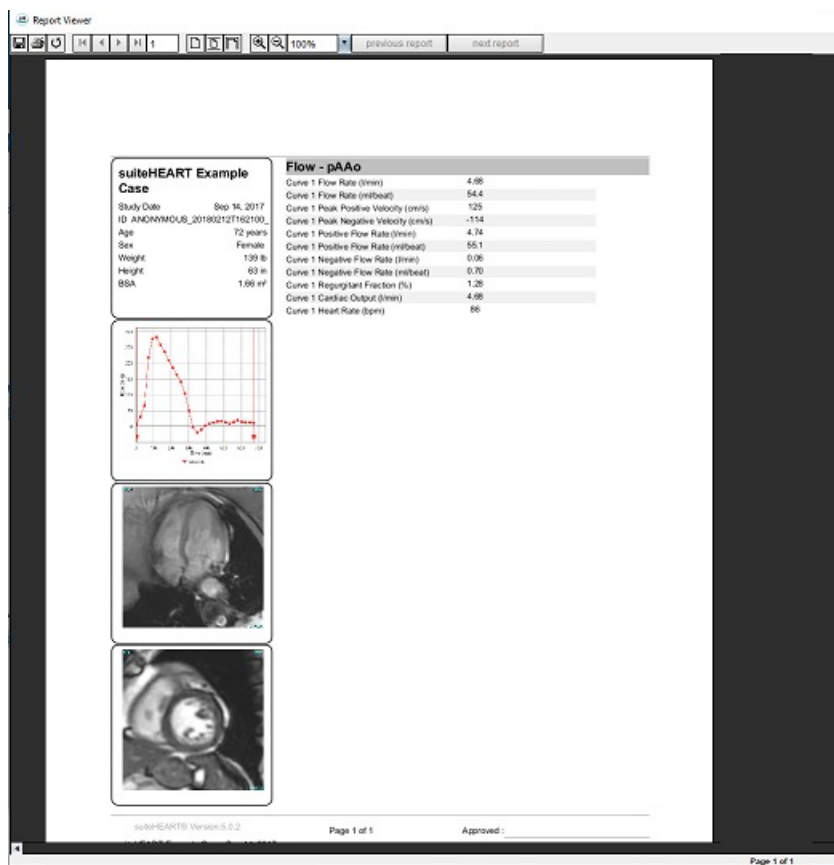 Report Viewer
1
100%
previous report
next report
suiteHEART Example
Case
Study Date Sep 14, 2017
ID ANONYMOUS_20180212T162100_
Age 72 years
Sex Female
Weight 139 lb
Height 63 in
BSA 1.66 m²
Flow - pAAo
Curve 1 Flow Rate (l/min) 4.68
Curve 1 Flow Rate (ml/beat) 54.4
Curve 1 Peak Positive Velocity (cm/s) 125
Curve 1 Peak Negative Velocity (cm/s) -114
Curve 1 Positive Flow Rate (l/min) 4.74
Curve 1 Positive Flow Rate (ml/beat) 55.1
Curve 1 Negative Flow Rate (l/min) 0.06
Curve 1 Negative Flow Rate (ml/beat) 0.70
Curve 1 Regurgitant Fraction (%) 1.28
Curve 1 Cardiac Output (l/min) 4.68
Curve 1 Heart Rate (bpm) 86
suiteHEART® Version 5.0.2
Page 1 of 1
Approved :
Page 1 of 1